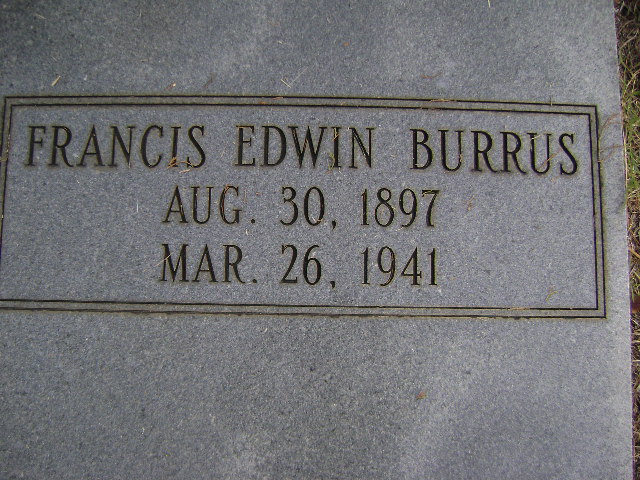 FRANCIS EDWIN BURRUS
AUG. 30, 1897
MAR. 26, 1941